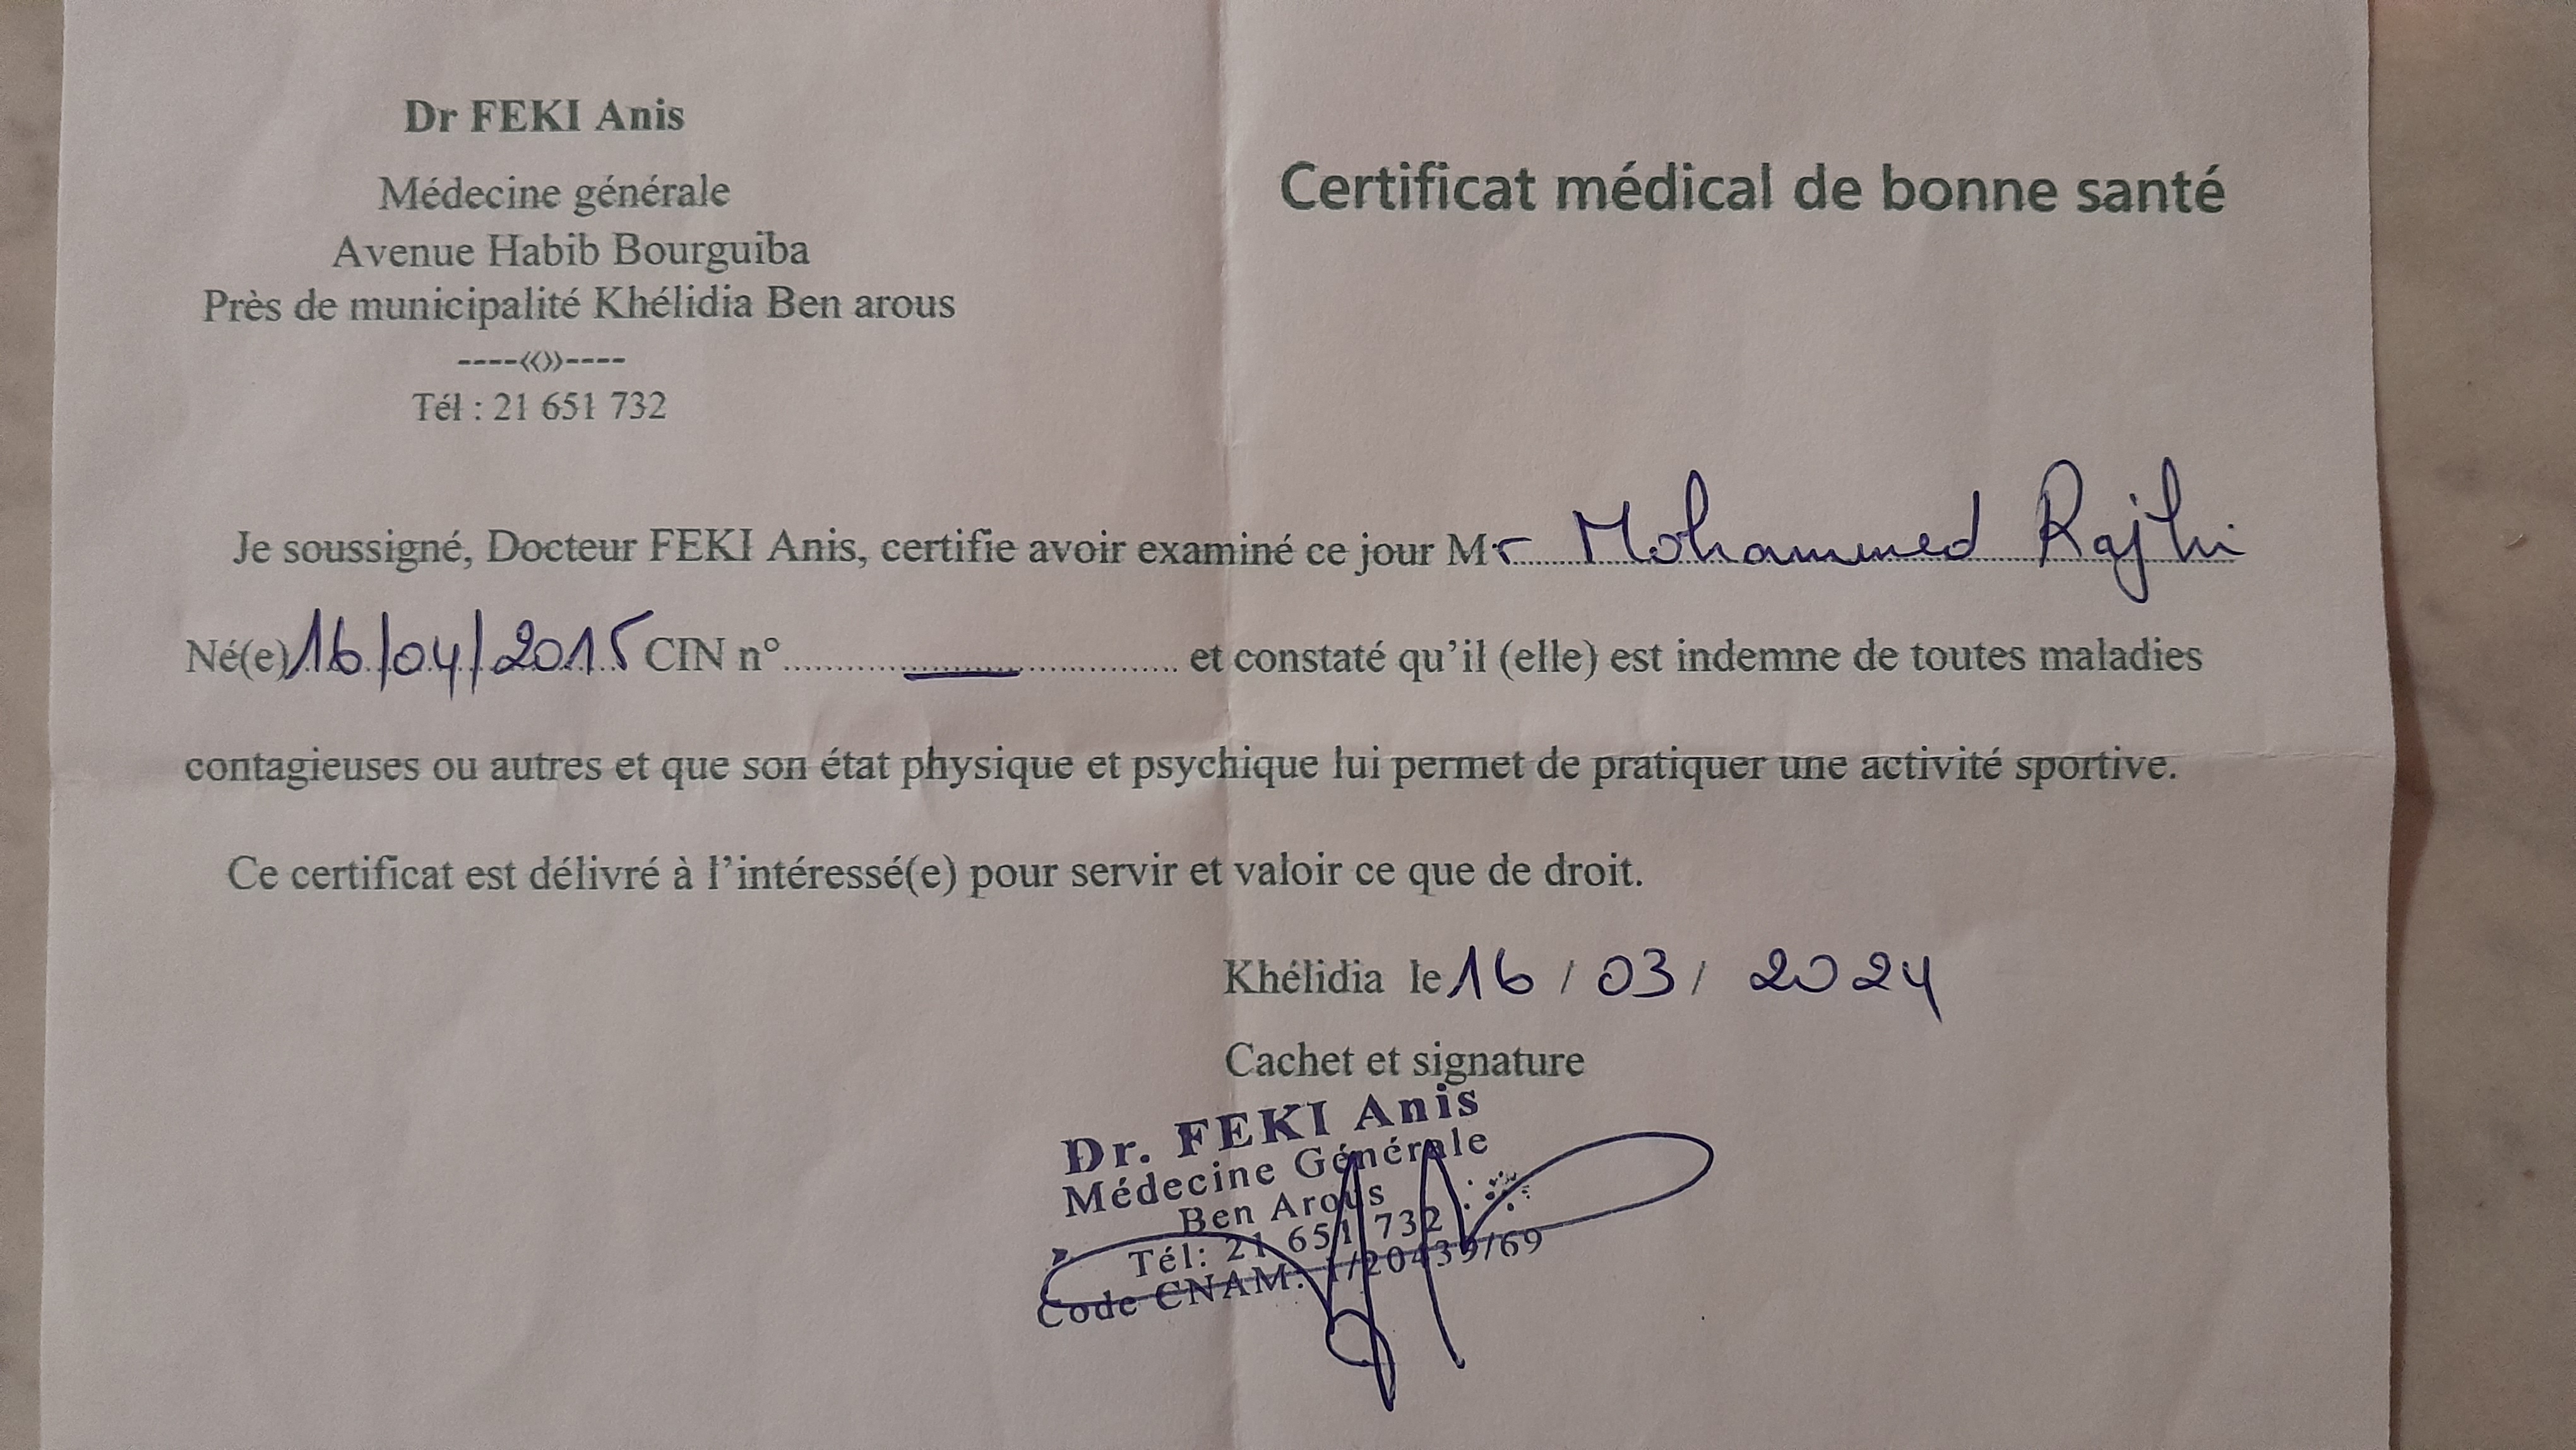 Dr FEKI Anis
Médecine générale
Avenue Habib Bourguiba
Près de municipalité Khélidia Ben arous
----«()»----
Tél : 21 651 732
Certificat médical de bonne santé
Je soussigné, Docteur FEKI Anis, certifie avoir examiné ce jour Mr Mohammed Rajhi
Né(e) 16/04/2015 CIN n°.............—.............. et constaté qu'il (elle) est indemne de toutes maladies
contagieuses ou autres et que son état physique et psychique lui permet de pratiquer une activité sportive.
Ce certificat est délivré à l'intéressé(e) pour servir et valoir ce que de droit.
Khélidia le 16 / 03 / 2024
Cachet et signature
Dr. FEKI Anis
Médecine Générale
Ben Arous
Tél: 21 651 732
Code CNAM: 1/20439/69